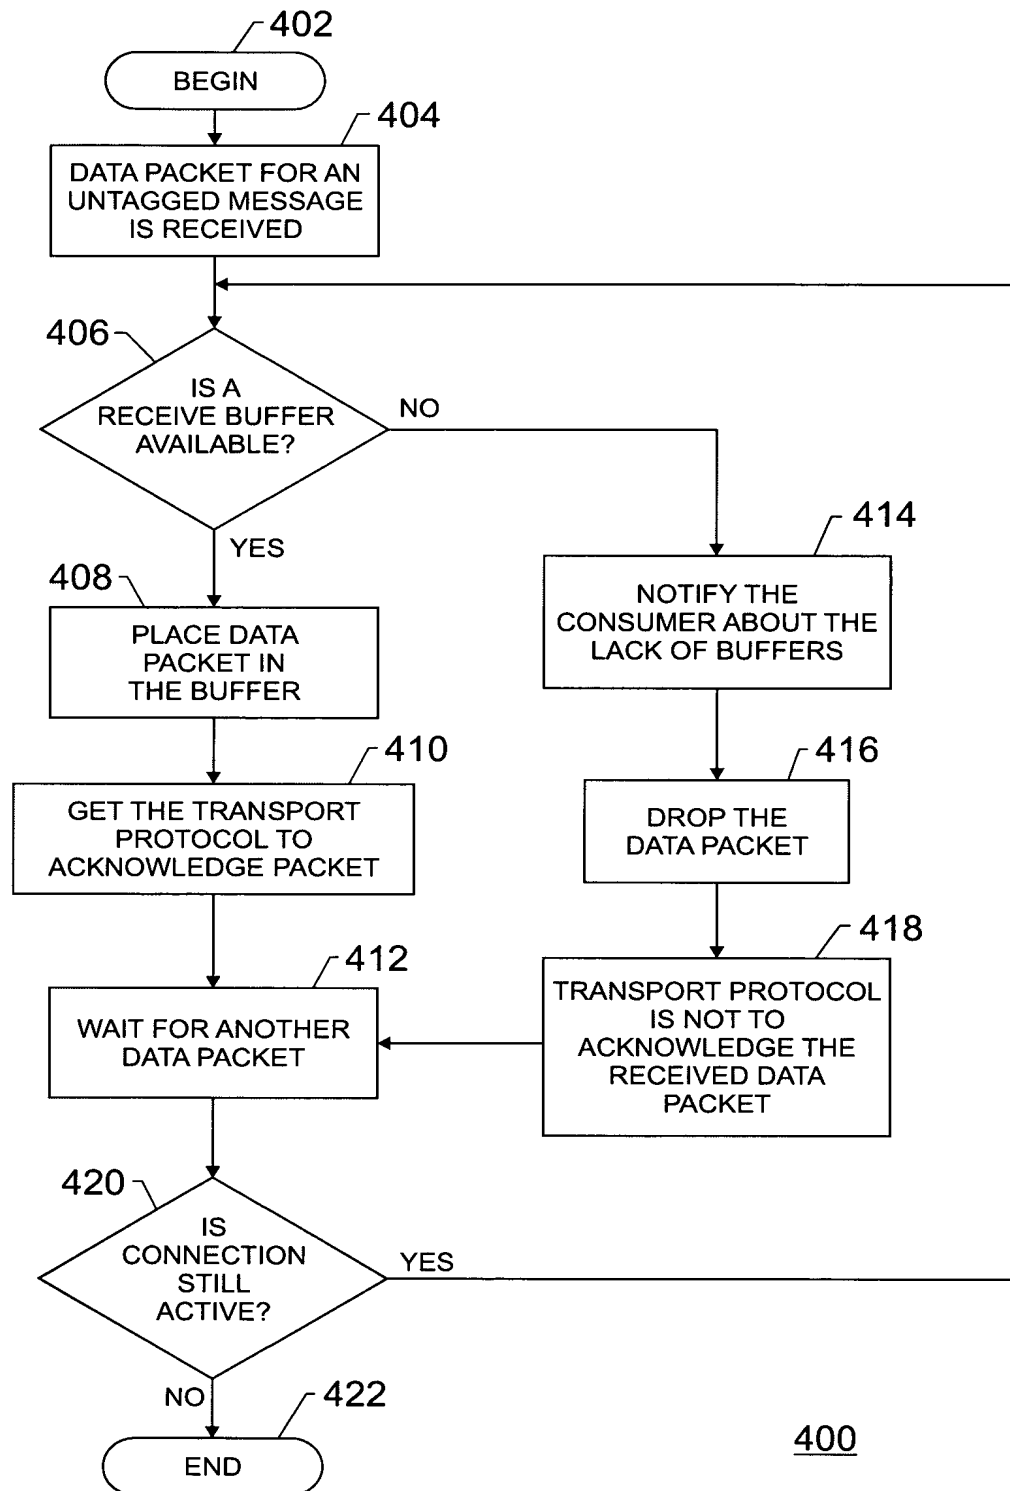 402
BEGIN
404
DATA PACKET FOR AN
UNTAGGED MESSAGE
IS RECEIVED
406
IS A
RECEIVE BUFFER
AVAILABLE?
NO
YES
408
PLACE DATA
PACKET IN
THE BUFFER
414
NOTIFY THE
CONSUMER ABOUT THE
LACK OF BUFFERS
410
GET THE TRANSPORT
PROTOCOL TO
ACKNOWLEDGE PACKET
416
DROP THE
DATA PACKET
412
WAIT FOR ANOTHER
DATA PACKET
418
TRANSPORT PROTOCOL
IS NOT TO
ACKNOWLEDGE THE
RECEIVED DATA
PACKET
420
IS
CONNECTION
STILL
ACTIVE?
YES
NO
422
END
400